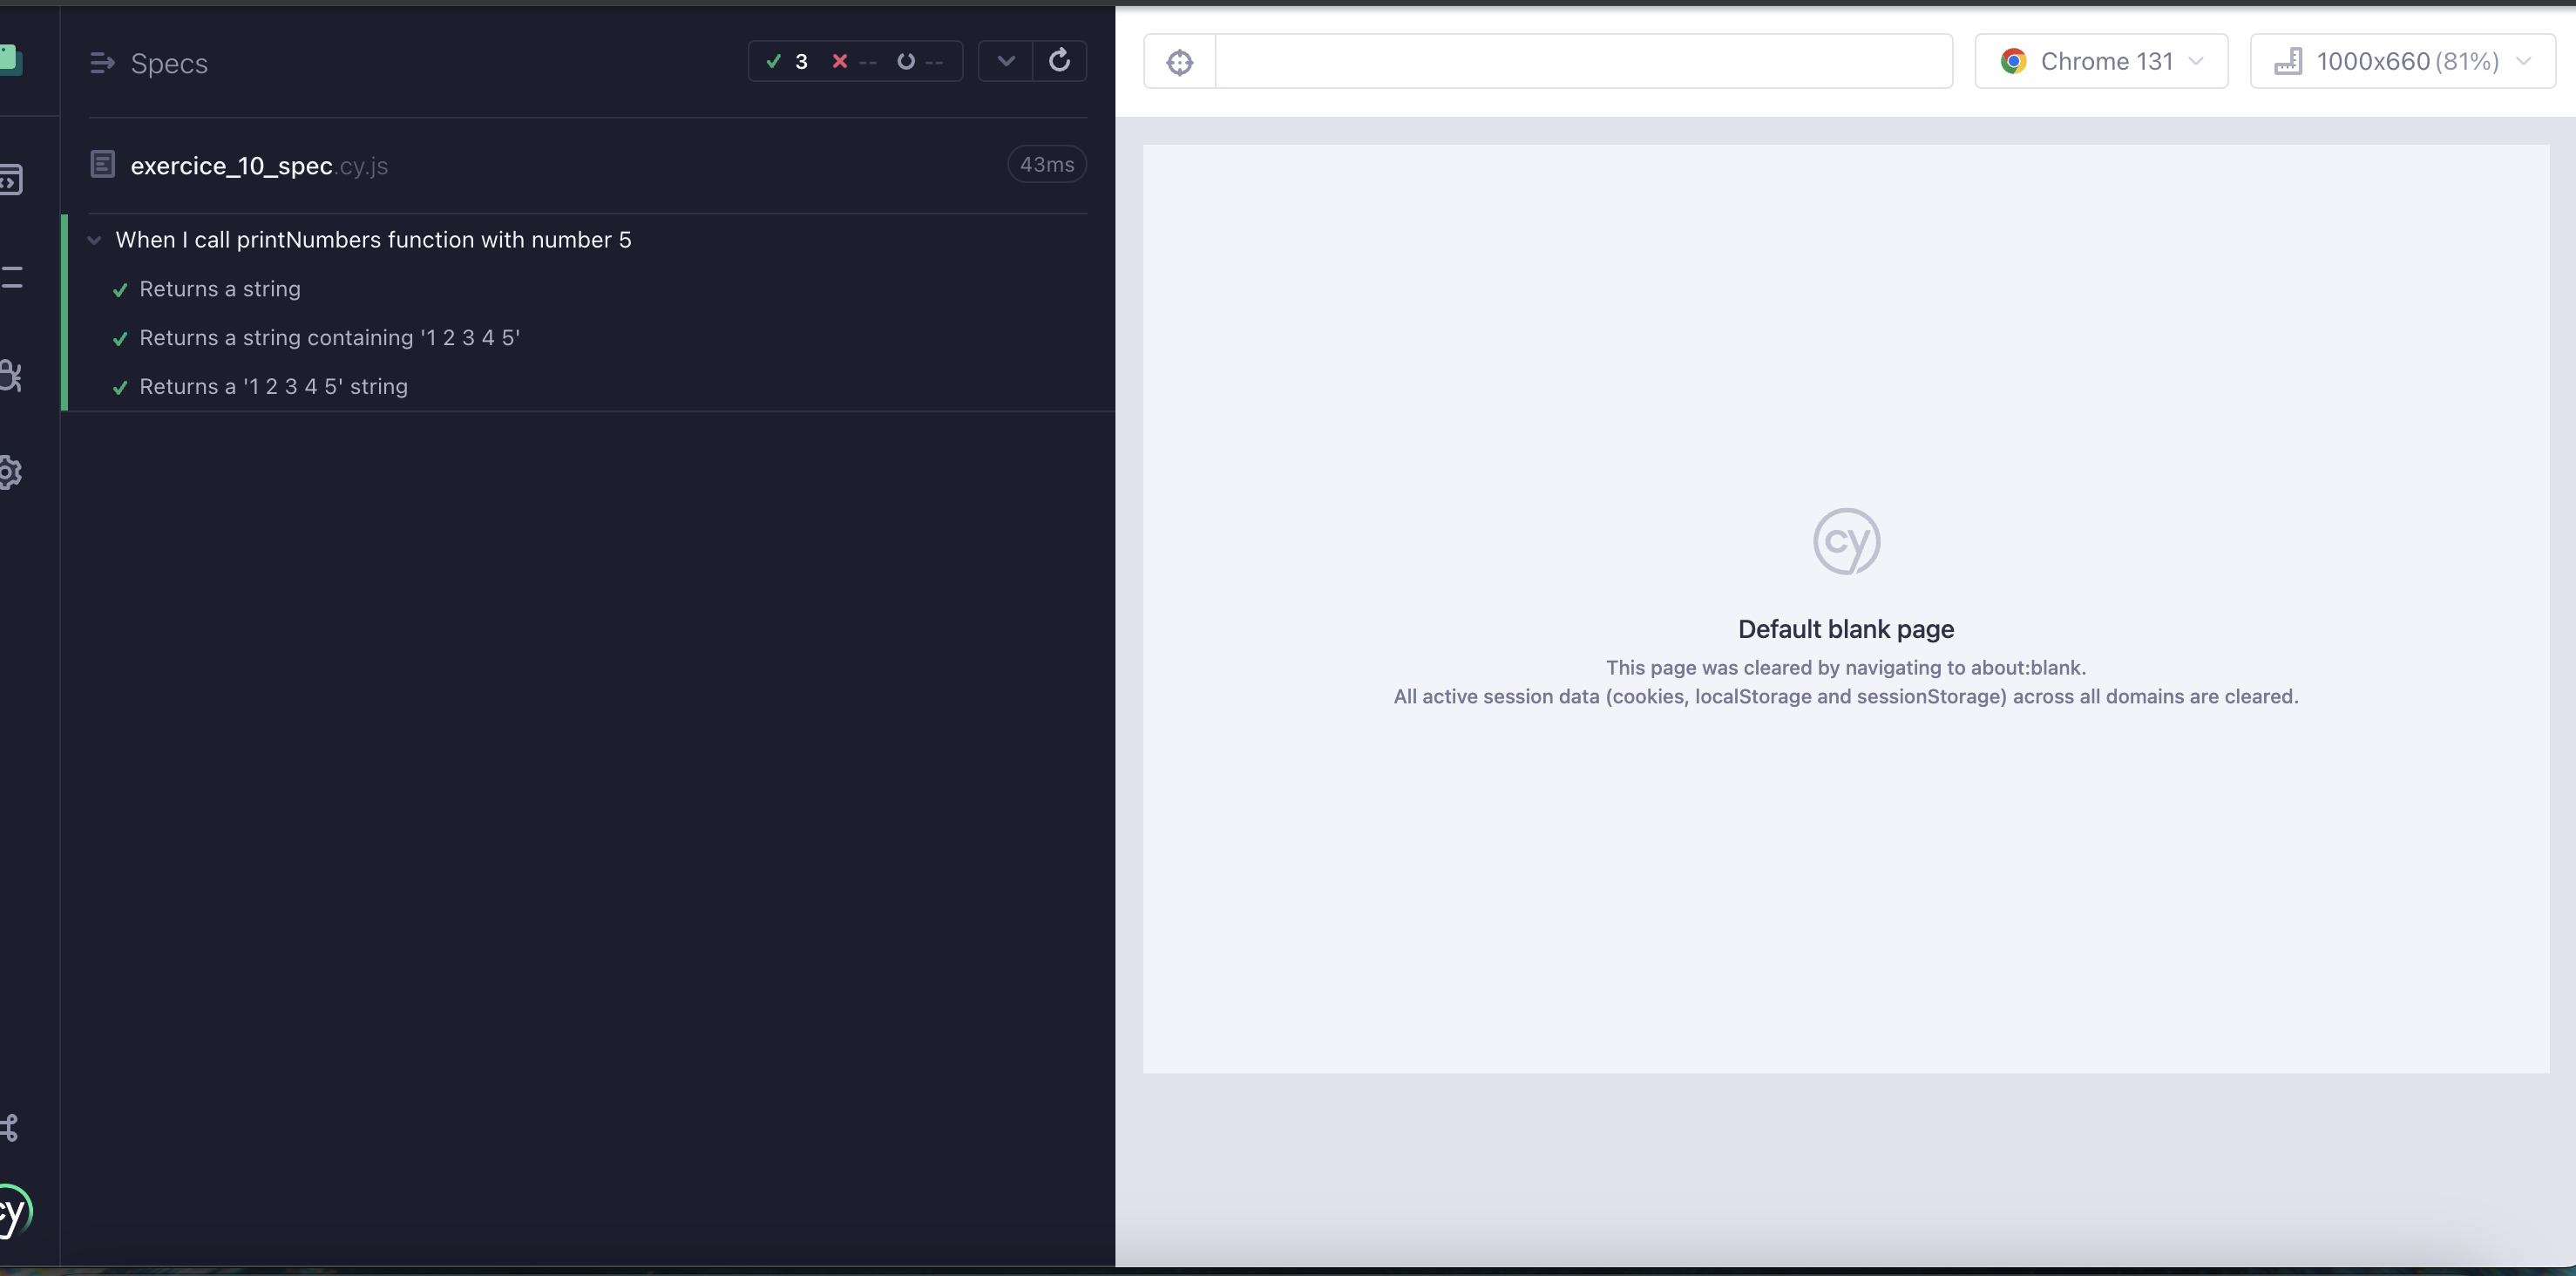 Specs
3 -- --
exercice_10_spec.cy.js
43ms
When I call printNumbers function with number 5
Returns a string
Returns a string containing '1 2 3 4 5'
Returns a '1 2 3 4 5' string
cy
Chrome 131
1000x660 (81%)
cy
Default blank page
This page was cleared by navigating to about:blank.
All active session data (cookies, localStorage and sessionStorage) across all domains are cleared.